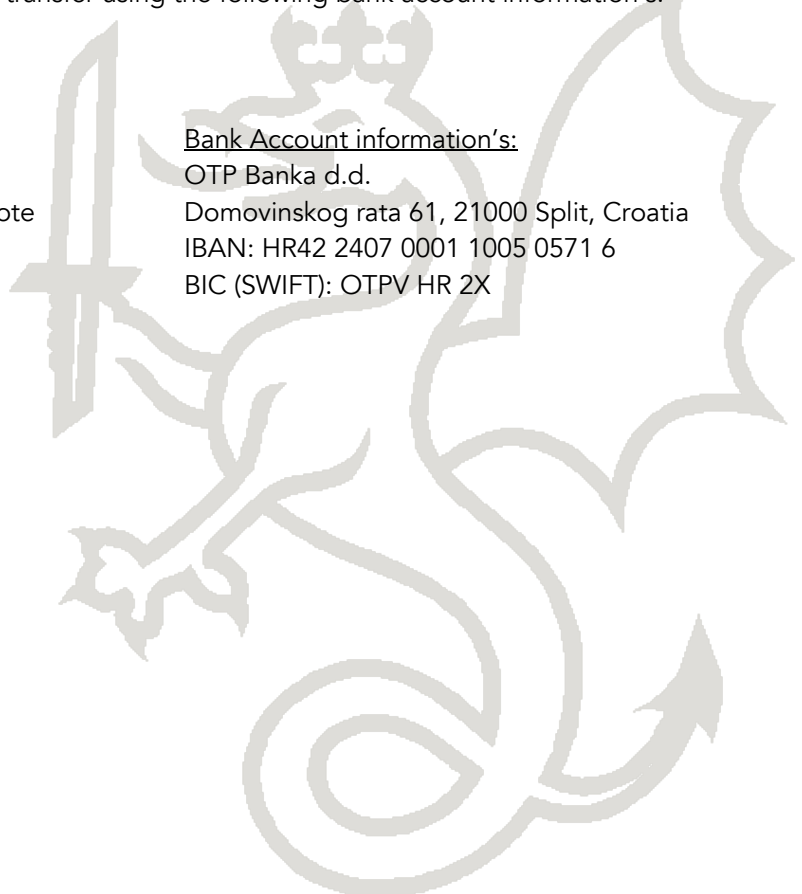 transfer using the following bank account information's:
Bank Account information's:
OTP Banka d.d.
Domovinskog rata 61, 21000 Split, Croatia
IBAN: HR42 2407 0001 1005 0571 6
BIC (SWIFT): OTPV HR 2X